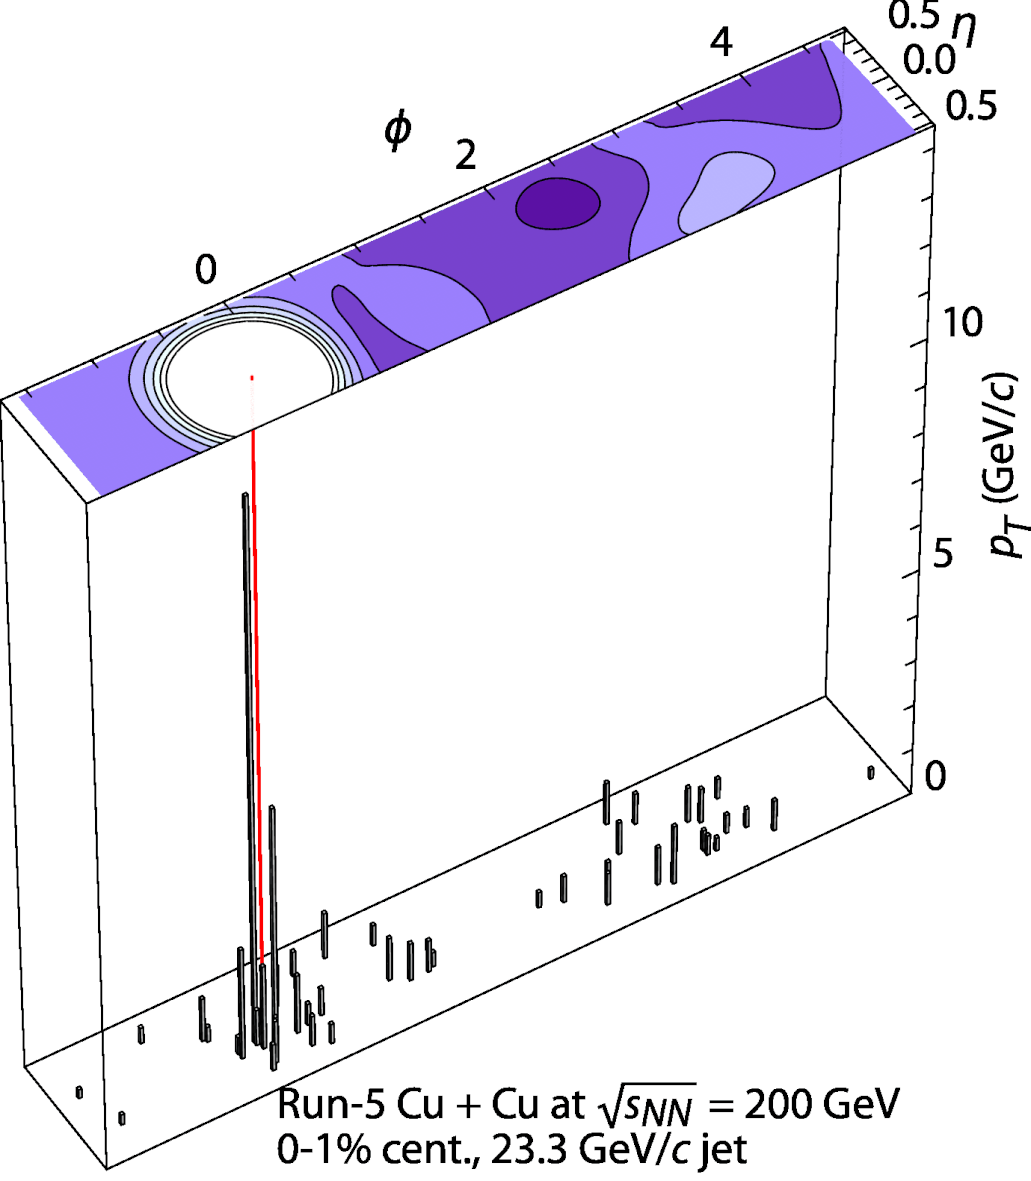 0.5 η
4
0.0
0.5
ϕ
2
0
10
p_T (GeV/c)
5
0
Run-5 Cu + Cu at √s_NN = 200 GeV
0-1% cent., 23.3 GeV/c jet